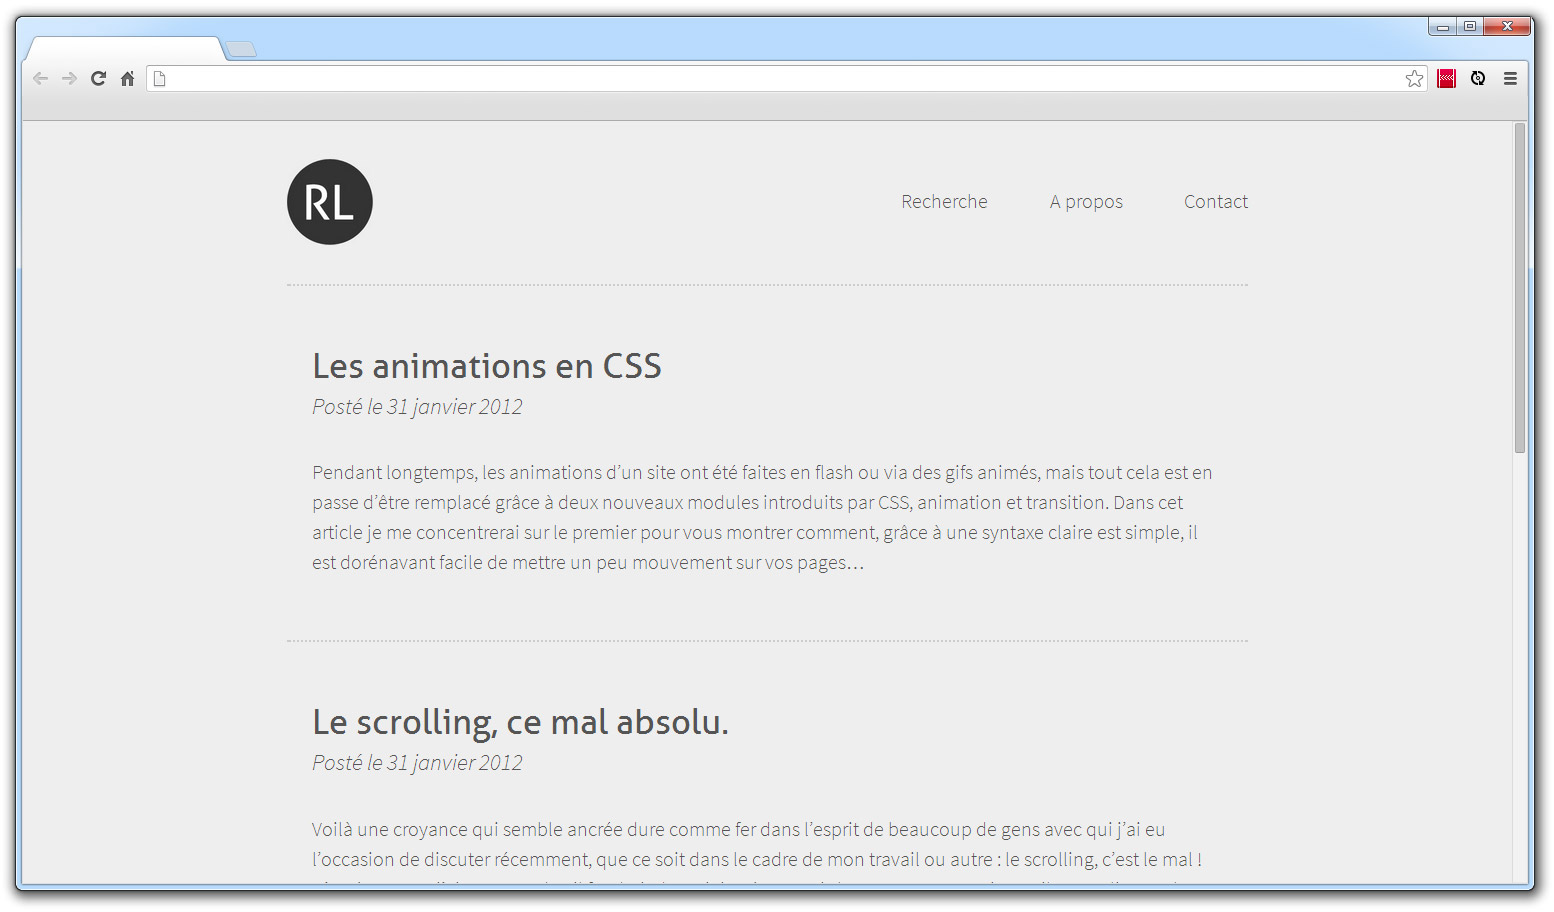 RL
Recherche A propos Contact
Les animations en CSS
Posté le 31 janvier 2012
Pendant longtemps, les animations d’un site ont été faites en flash ou via des gifs animés, mais tout cela est en
passe d’être remplacé grâce à deux nouveaux modules introduits par CSS, animation et transition. Dans cet
article je me concentrerai sur le premier pour vous montrer comment, grâce à une syntaxe claire est simple, il
est dorénavant facile de mettre un peu mouvement sur vos pages…
Le scrolling, ce mal absolu.
Posté le 31 janvier 2012
Voilà une croyance qui semble ancrée dure comme fer dans l’esprit de beaucoup de gens avec qui j’ai eu
l’occasion de discuter récemment, que ce soit dans le cadre de mon travail ou autre : le scrolling, c’est le mal !